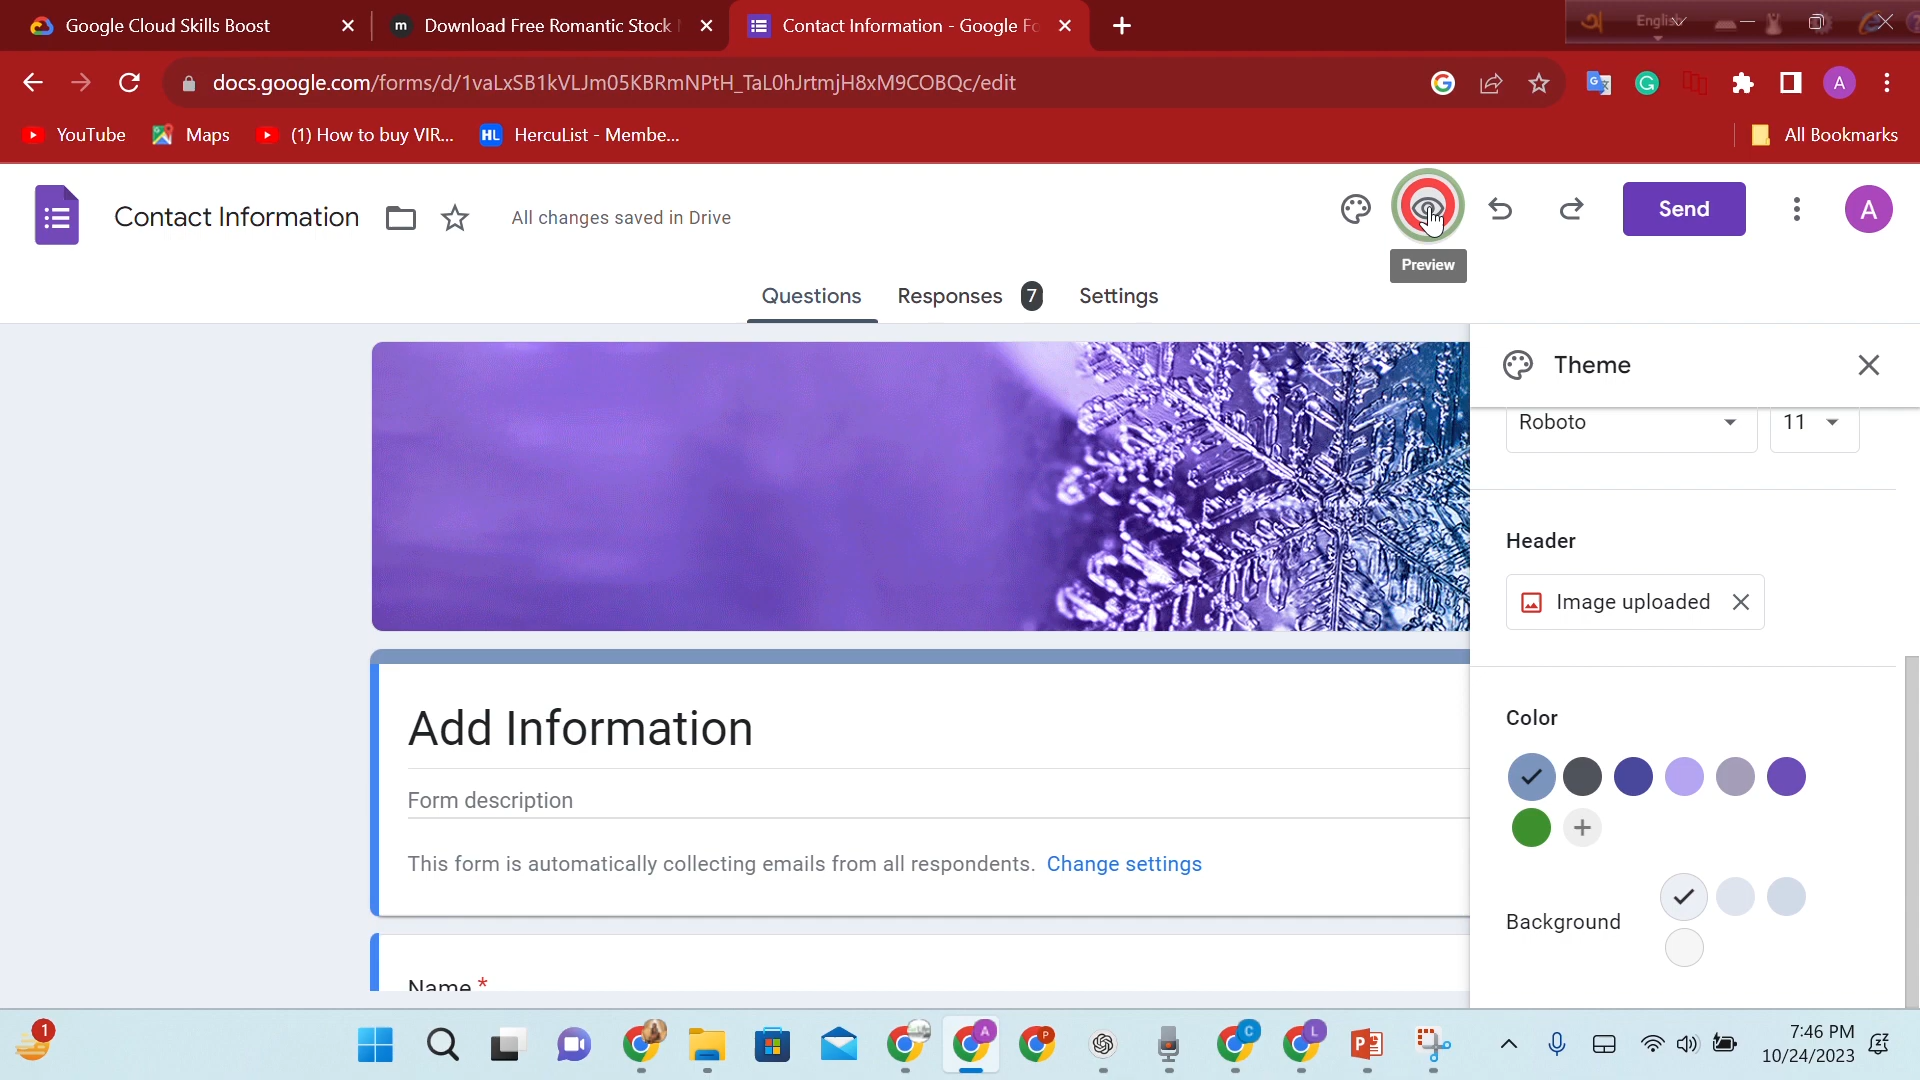 Google Cloud Skills Boost
m
Download Free Romantic Stock
Contact Information - Google Fo
English
docs.google.com/forms/d/1vaLxSB1kVLJm05KBRmNPtH_TaL0hJrtmjH8xM9COBQc/edit
A
YouTube
Maps
(1) How to buy VIR...
HL
HercuList - Membe...
All Bookmarks
Contact Information
All changes saved in Drive
Send
A
Preview
Questions
Responses
7
Settings
Theme
Roboto
11
Header
Image uploaded
Add Information
Form description
This form is automatically collecting emails from all respondents. Change settings
Color
Background
Name *
1
A
P
C
L
P
7:46 PM
10/24/2023